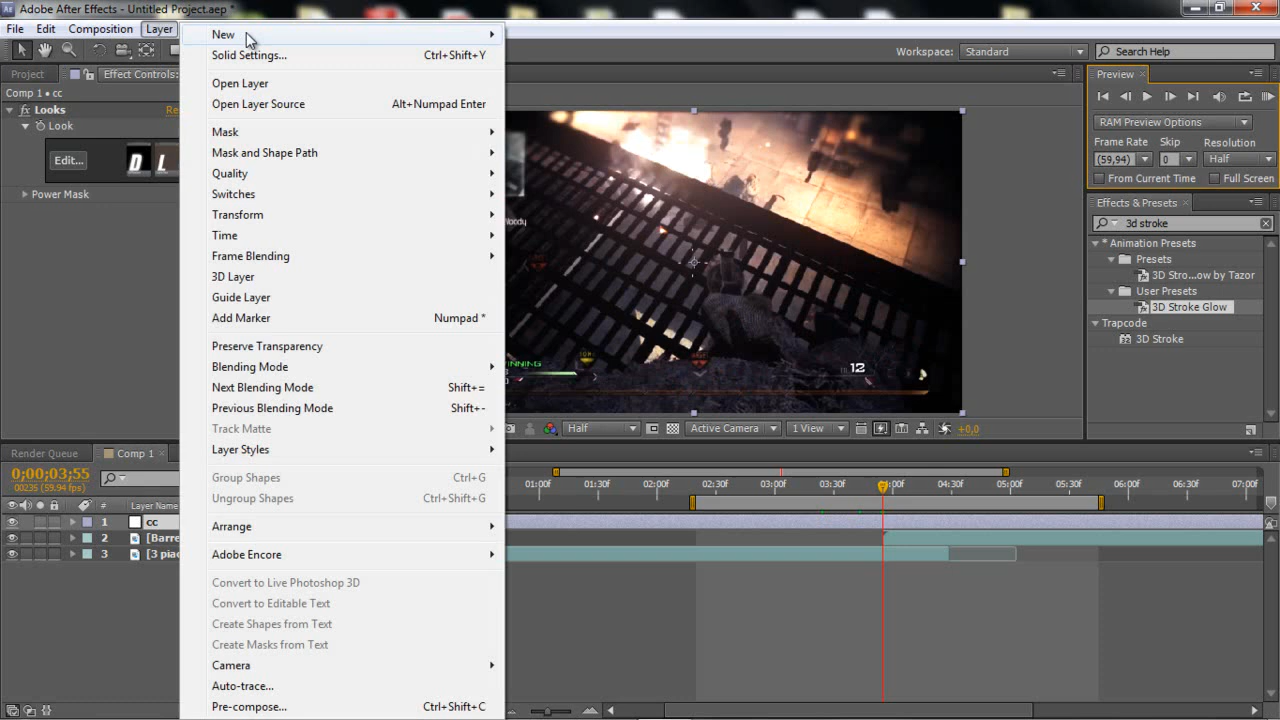 Adobe After Effects - Untitled Project.aep *
File Edit Composition Layer
New
Solid Settings... Ctrl+Shift+Y
Open Layer
Open Layer Source Alt+Numpad Enter
Mask
Mask and Shape Path
Quality
Switches
Transform
Time
Frame Blending
3D Layer
Guide Layer
Add Marker Numpad *
Preserve Transparency
Blending Mode
Next Blending Mode Shift+=
Previous Blending Mode Shift+-
Track Matte
Layer Styles
Group Shapes Ctrl+G
Ungroup Shapes Ctrl+Shift+G
Arrange
Adobe Encore
Convert to Live Photoshop 3D
Convert to Editable Text
Create Shapes from Text
Create Masks from Text
Camera
Auto-trace...
Pre-compose... Ctrl+Shift+C
Workspace: Standard Search Help
Project Effect Controls:
Comp 1 • cc
fx Looks Re
Look
Edit... D L
Power Mask
WINNING
12
Half Active Camera 1 View +0,0
Preview
RAM Preview Options
Frame Rate Skip Resolution
(59,94) 0 Half
From Current Time Full Screen
Effects & Presets
3d stroke
* Animation Presets
Presets
3D Stro...ow by Tazor
User Presets
3D Stroke Glow
Trapcode
3D Stroke
Render Queue Comp 1
0;00;03;55
00235 (59.94 fps)
# Layer Name
1 cc
2 [Barre
3 [3 piac
01:00f 01:30f 02:00f 02:30f 03:00f 03:30f 4:00f 04:30f 05:00f 05:30f 06:00f 06:30f 07:00f